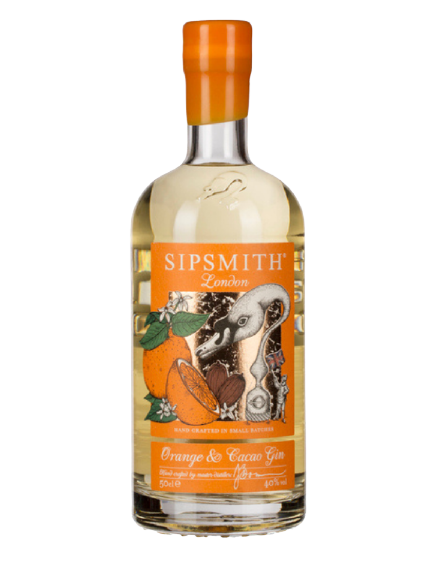 SIPSMITH®
London
HAND-CRAFTED IN SMALL BATCHES
Orange & Cacao Gin
50cl e
40%vol